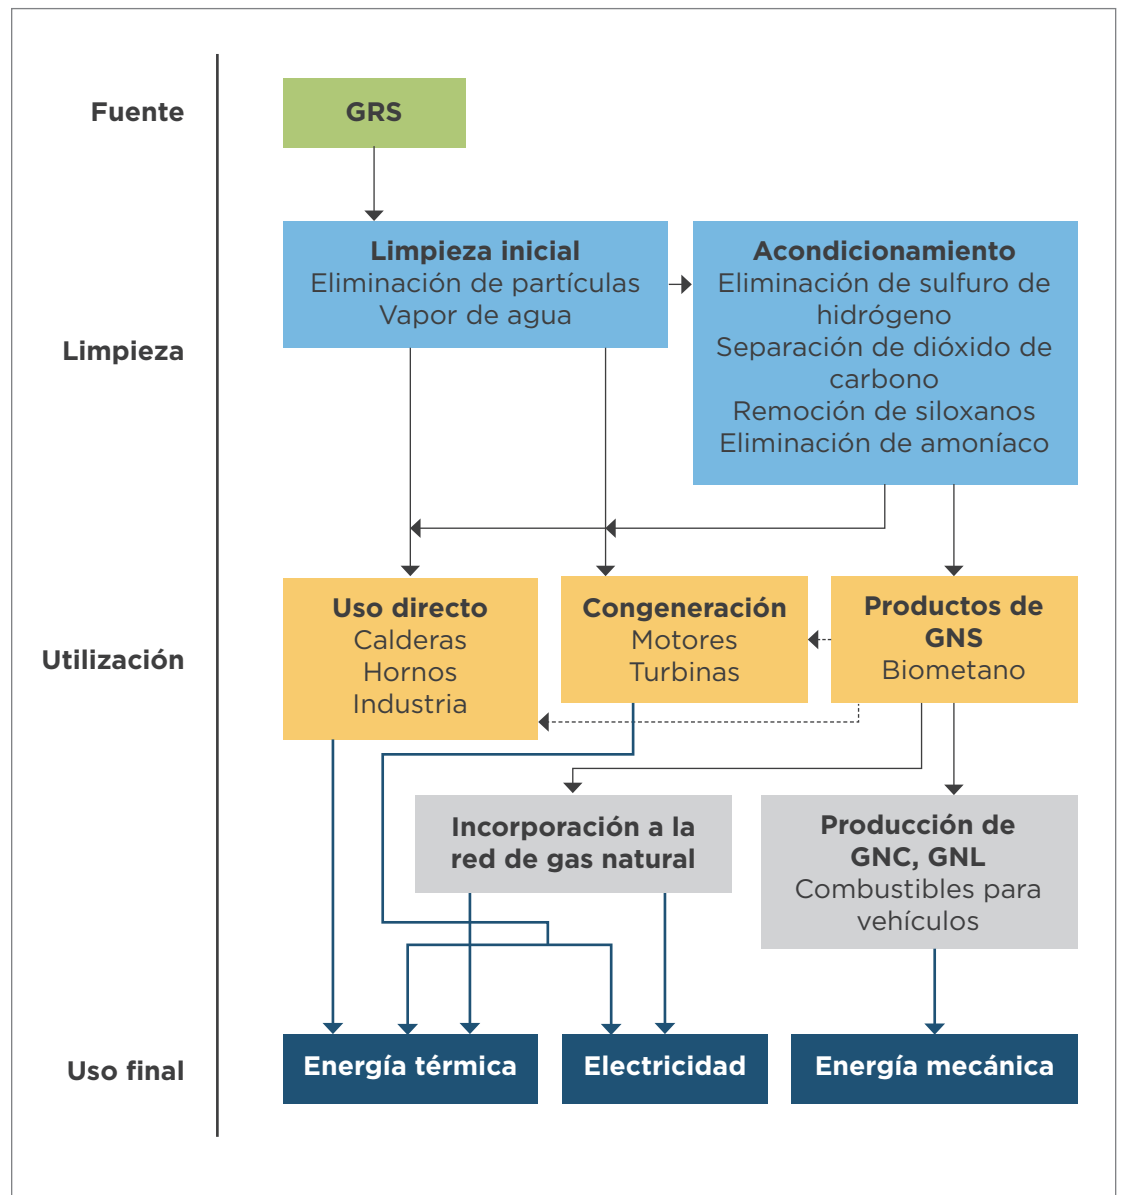 Fuente
GRS
Limpieza
Limpieza inicial
Eliminación de partículas
Vapor de agua
Acondicionamiento
Eliminación de sulfuro de
hidrógeno
Separación de dióxido de
carbono
Remoción de siloxanos
Eliminación de amoníaco
Utilización
Uso directo
Calderas
Hornos
Industria
Congeneración
Motores
Turbinas
Productos de
GNS
Biometano
Incorporación a la
red de gas natural
Producción de
GNC, GNL
Combustibles para
vehículos
Uso final
Energía térmica
Electricidad
Energía mecánica